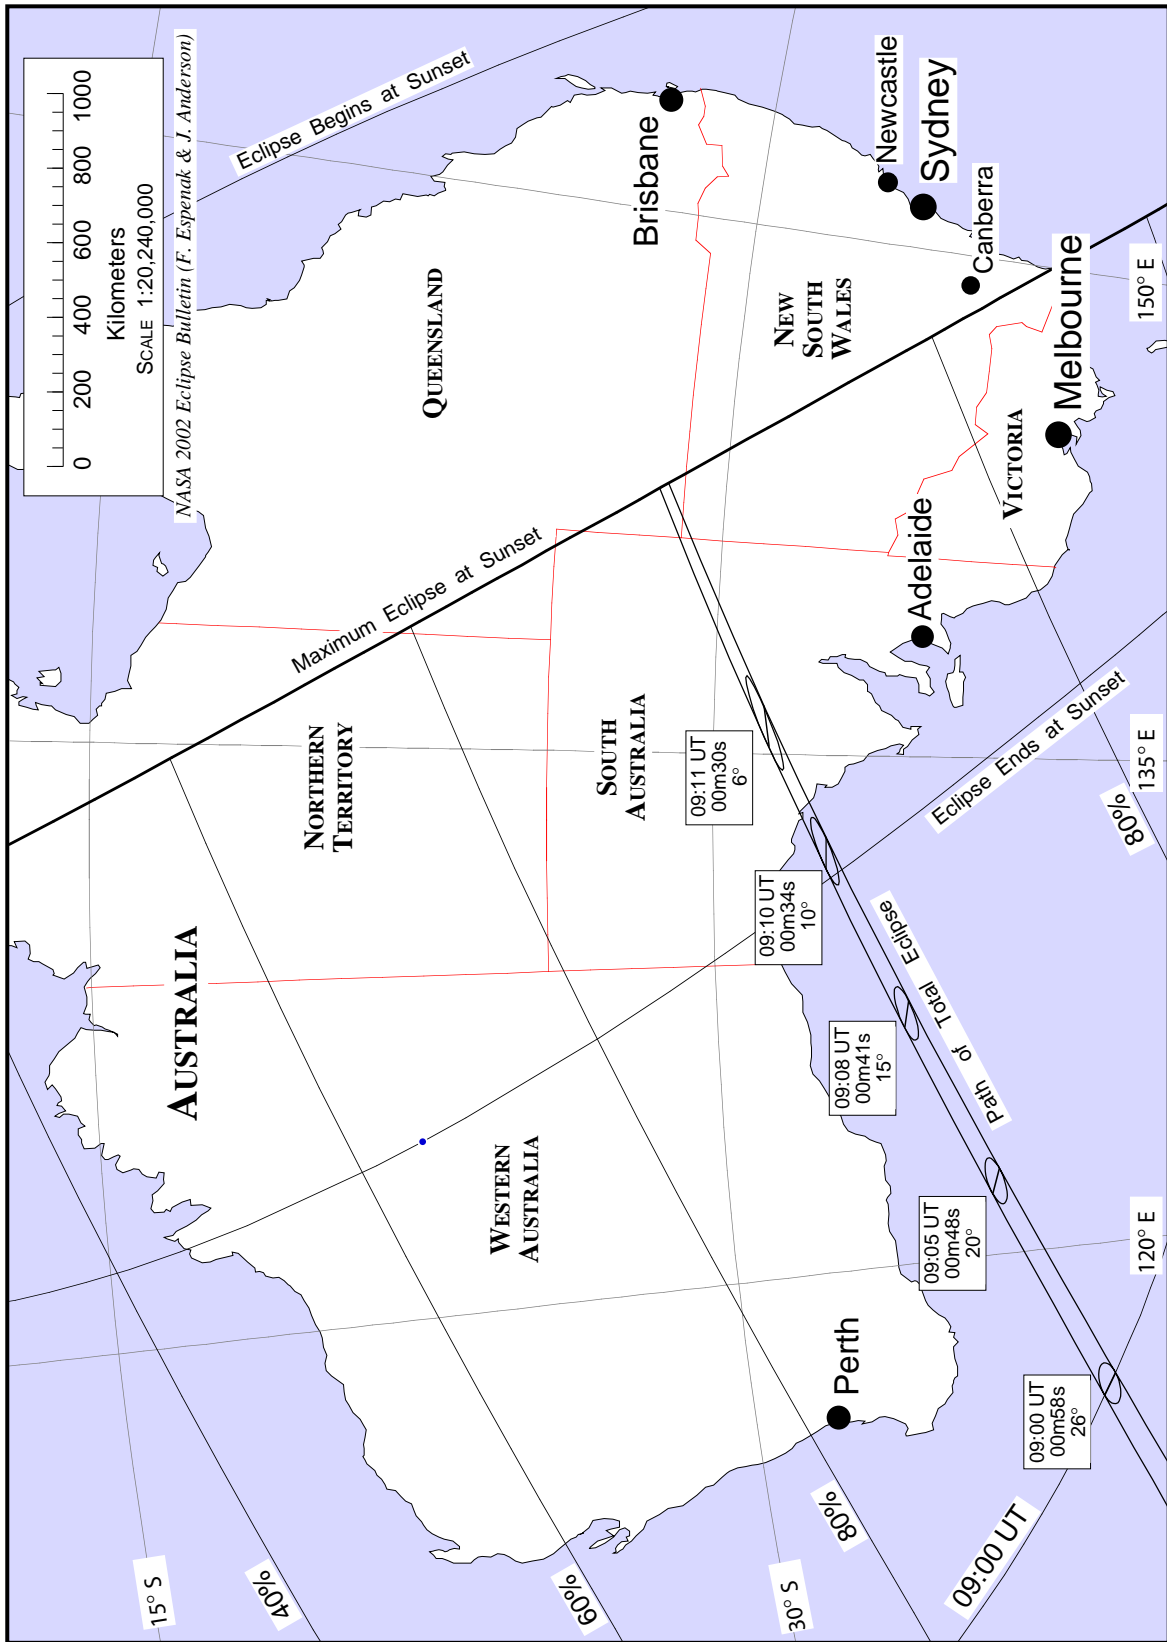 0 200 400 600 800 1000
Kilometers
SCALE 1:20,240,000
NASA 2002 Eclipse Bulletin (F. Espenak & J. Anderson)
Eclipse Begins at Sunset
Maximum Eclipse at Sunset
Eclipse Ends at Sunset
Path of Total Eclipse
AUSTRALIA
QUEENSLAND
NORTHERN
TERRITORY
WESTERN
AUSTRALIA
SOUTH
AUSTRALIA
NEW
SOUTH
WALES
VICTORIA
Brisbane
Newcastle
Sydney
Canberra
Melbourne
Adelaide
Perth
09:11 UT
00m30s
6°
09:10 UT
00m34s
10°
09:08 UT
00m41s
15°
09:05 UT
00m48s
20°
09:00 UT
00m58s
26°
09:00 UT
15° S
40%
60%
30° S
80%
120° E
80%
135° E
150° E